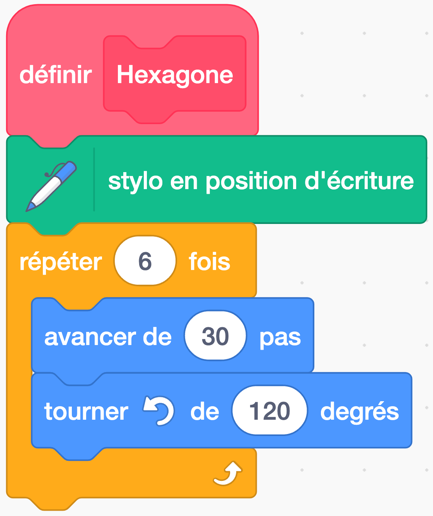 définir Hexagone
stylo en position d'écriture
répéter 6 fois
avancer de 30 pas
tourner de 120 degrés